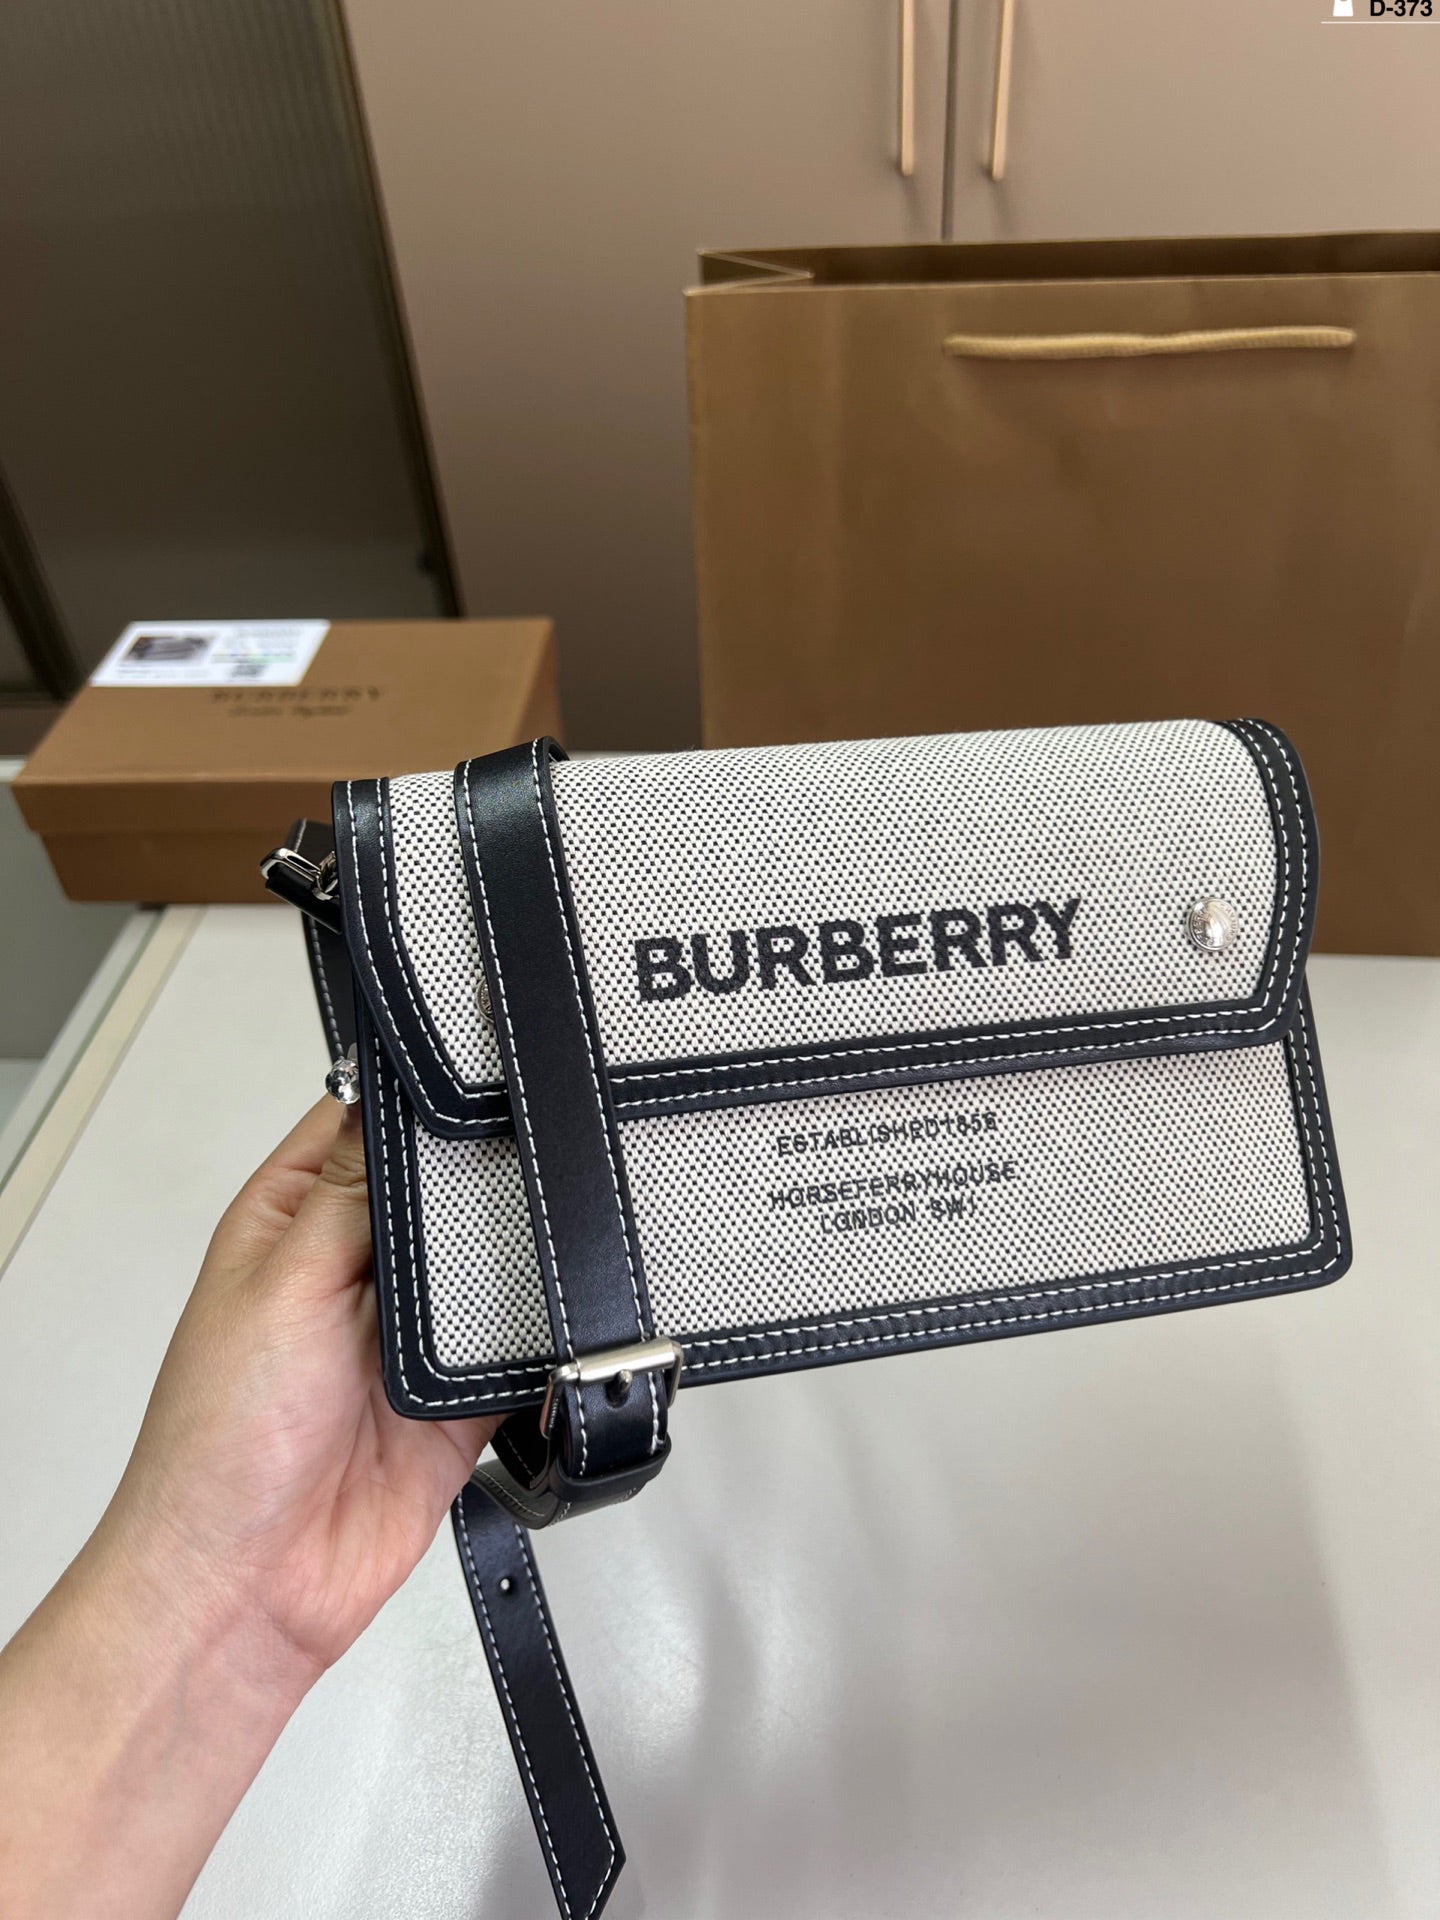 D-373
BURBERRY
BURBERRY
ESTABLISHED1856
HORSEFERRYHOUSE
LONDON SW1